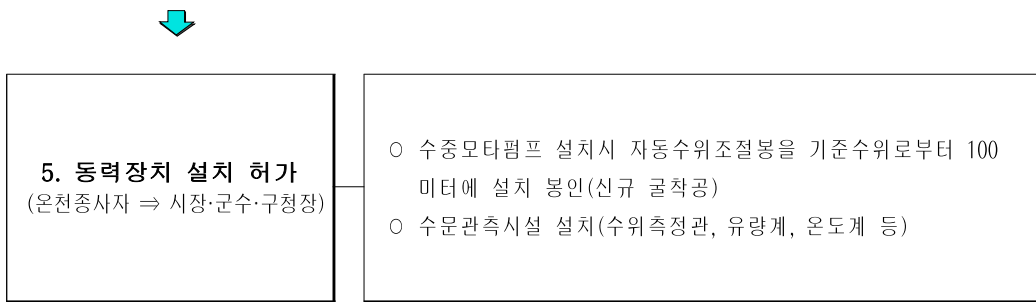 5. 동력장치 설치 허가
(온천종사자 ⇒ 시장·군수·구청장)
○ 수중모타펌프 설치시 자동수위조절봉을 기준수위로부터 100
미터에 설치 봉인(신규 굴착공)
○ 수문관측시설 설치(수위측정관, 유량계, 온도계 등)